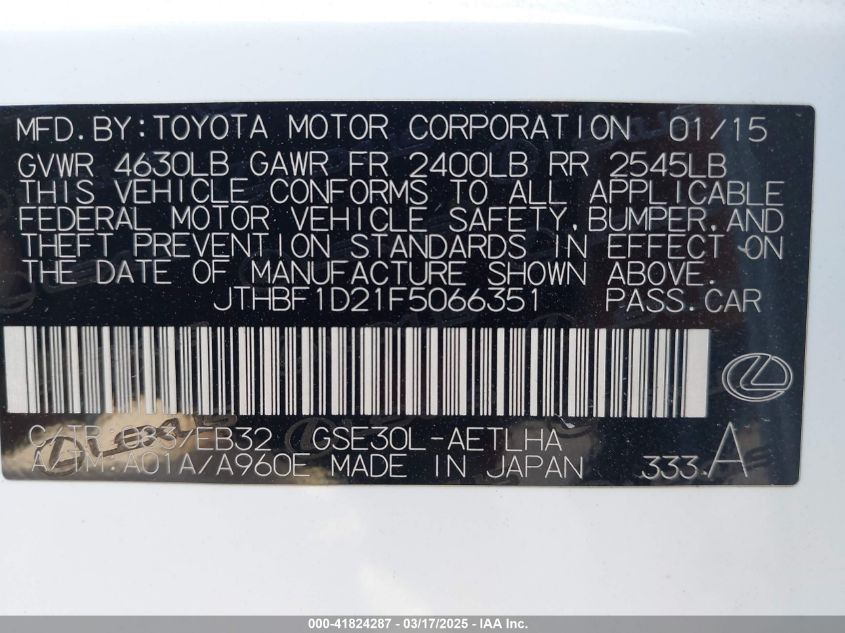 MFD.BY:TOYOTA MOTOR CORPORATION 01/15
GVWR 4630LB GAWR FR 2400LB RR 2545LB
THIS VEHICLE CONFORMS TO ALL APPLICABLE
FEDERAL MOTOR VEHICLE SAFETY,BUMPER,AND
THEFT PREVENTION STANDARDS IN EFFECT ON
THE DATE OF MANUFACTURE SHOWN ABOVE.
JTHBF1D21F5066351 PASS.CAR
C/TR:083/EB32 GSE30L-AETLHA
A/TM:A01A/A960E MADE IN JAPAN 333.A
000-41824287 - 03/17/2025 - IAA Inc.